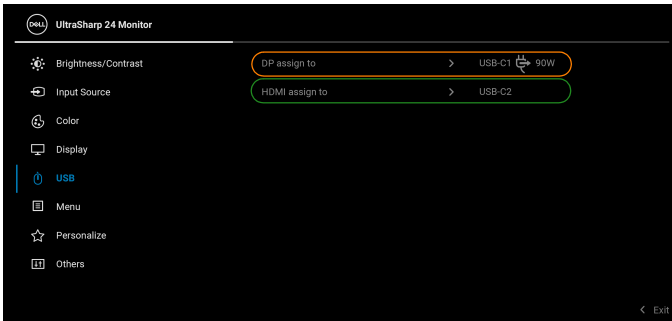 DELL UltraSharp 24 Monitor
Brightness/Contrast
DP assign to > USB-C1 90W
Input Source
HDMI assign to > USB-C2
Color
Display
USB
Menu
Personalize
Others
< Exit